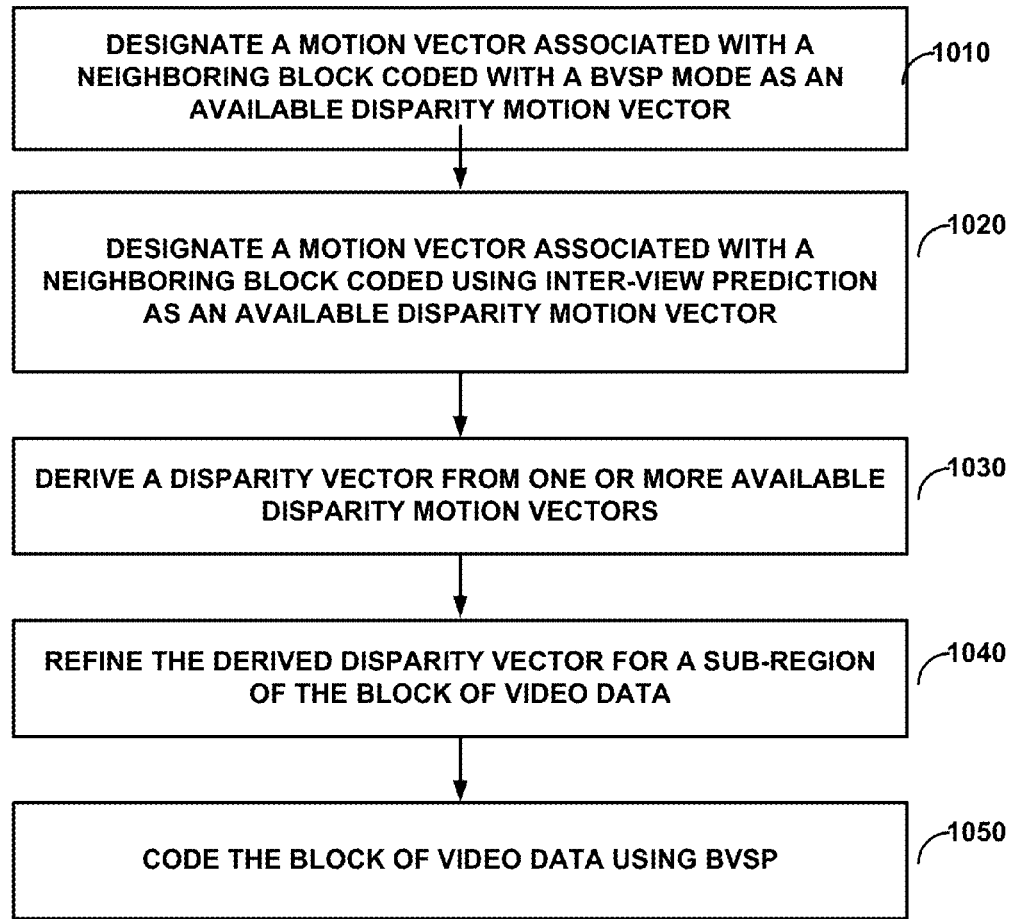 DESIGNATE A MOTION VECTOR ASSOCIATED WITH A
NEIGHBORING BLOCK CODED WITH A BVSP MODE AS AN
AVAILABLE DISPARITY MOTION VECTOR
1010
DESIGNATE A MOTION VECTOR ASSOCIATED WITH A
NEIGHBORING BLOCK CODED USING INTER-VIEW PREDICTION
AS AN AVAILABLE DISPARITY MOTION VECTOR
1020
DERIVE A DISPARITY VECTOR FROM ONE OR MORE AVAILABLE
DISPARITY MOTION VECTORS
1030
REFINE THE DERIVED DISPARITY VECTOR FOR A SUB-REGION
OF THE BLOCK OF VIDEO DATA
1040
CODE THE BLOCK OF VIDEO DATA USING BVSP
1050